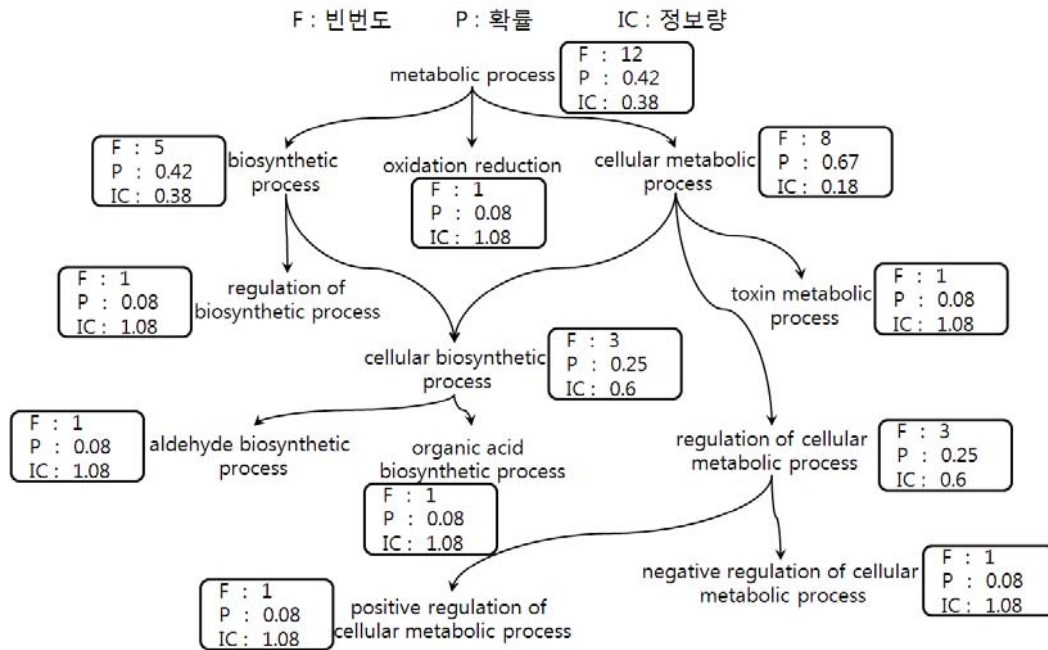 F : 빈번도 P : 확률 IC : 정보량
metabolic process
F : 12
P : 0.42
IC : 0.38
F : 5
P : 0.42
IC : 0.38
biosynthetic
process
oxidation reduction
F : 1
P : 0.08
IC : 1.08
cellular metabolic
process
F : 8
P : 0.67
IC : 0.18
F : 1
P : 0.08
IC : 1.08
regulation of
biosynthetic process
toxin metabolic
process
F : 1
P : 0.08
IC : 1.08
cellular biosynthetic
process
F : 3
P : 0.25
IC : 0.6
F : 1
P : 0.08
IC : 1.08
aldehyde biosynthetic
process
organic acid
biosynthetic process
F : 1
P : 0.08
IC : 1.08
regulation of cellular
metabolic process
F : 3
P : 0.25
IC : 0.6
F : 1
P : 0.08
IC : 1.08
positive regulation of
cellular metabolic process
negative regulation of cellular
metabolic process
F : 1
P : 0.08
IC : 1.08